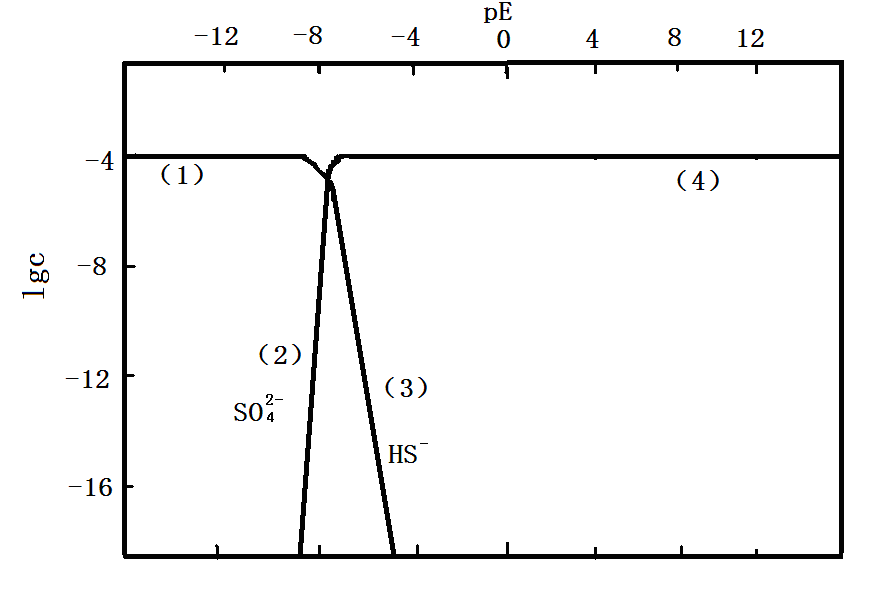 pE
−12 −8 −4 0 4 8 12
−4
(1)
(4)
−8
lgc
(2)
−12
(3)
SO₄²⁻
HS⁻
−16